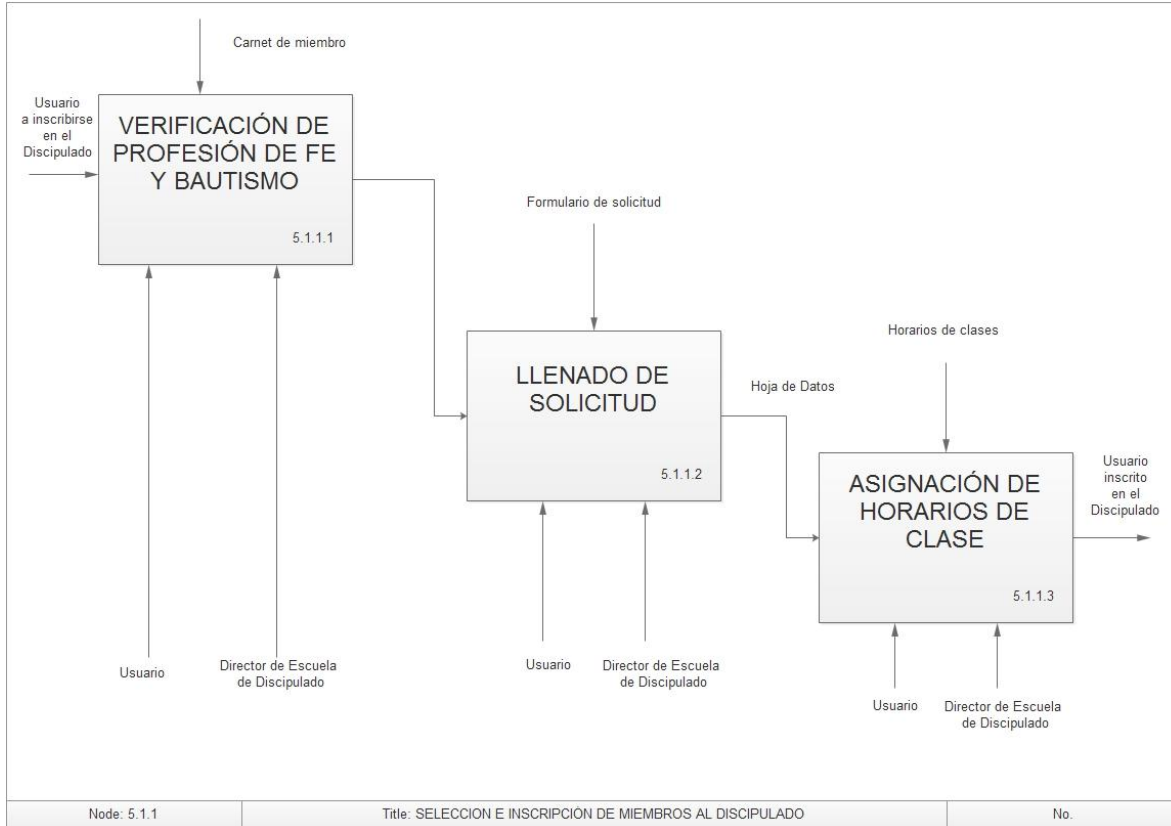 Carnet de miembro
Usuario
a inscribirse
en el
Discipulado
VERIFICACIÓN DE
PROFESIÓN DE FE
Y BAUTISMO
5.1.1.1
Formulario de solicitud
LLENADO DE
SOLICITUD
5.1.1.2
Horarios de clases
Hoja de Datos
ASIGNACIÓN DE
HORARIOS DE
CLASE
5.1.1.3
Usuario
inscrito
en el
Discipulado
Usuario
Director de Escuela
de Discipulado
Usuario
Director de Escuela
de Discipulado
Usuario
Director de Escuela
de Discipulado
Node: 5.1.1
Title: SELECCION E INSCRIPCIÓN DE MIEMBROS AL DISCIPULADO
No.